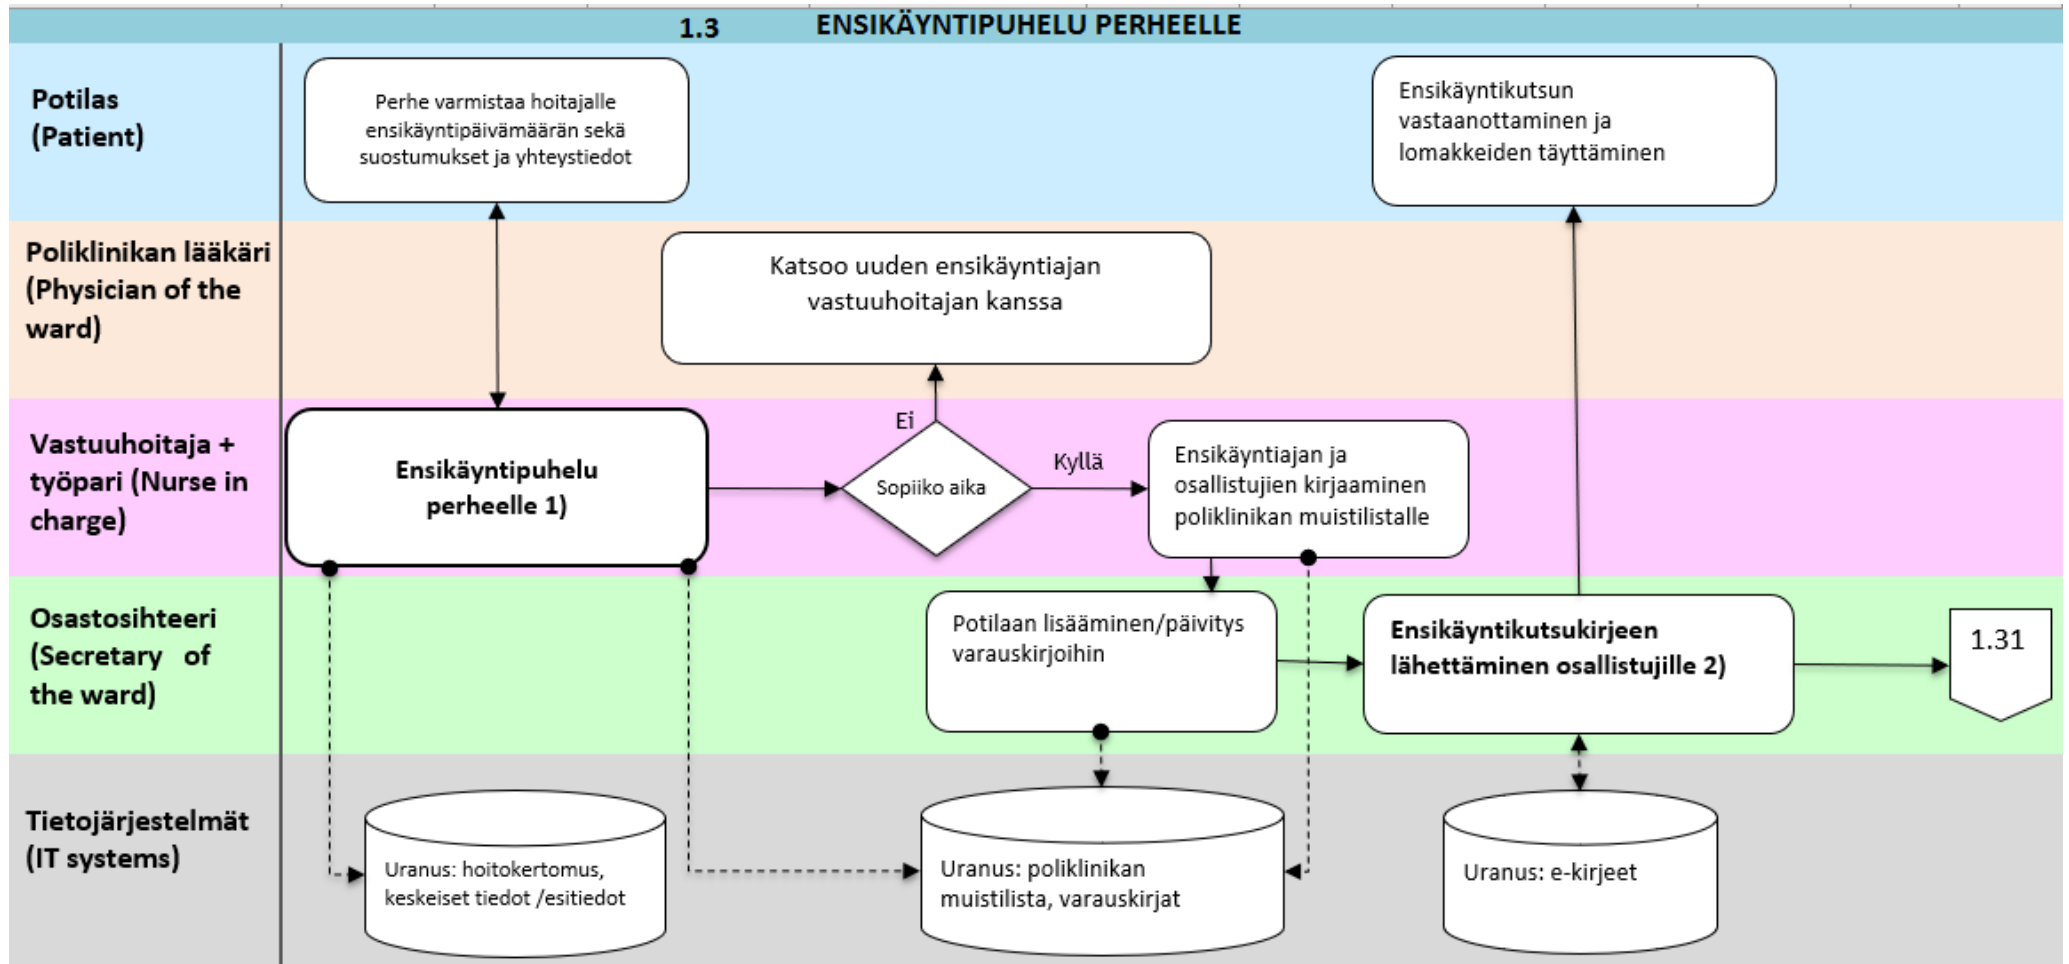 1.3 ENSIKÄYNTIPUHELU PERHEELLE
Potilas
(Patient)
Perhe varmistaa hoitajalle
ensikäyntipäivämäärän sekä
suostumukset ja yhteystiedot
Ensikäyntikutsun
vastaanottaminen ja
lomakkeiden täyttäminen
Poliklinikan lääkäri
(Physician of the
ward)
Katsoo uuden ensikäyntiajan
vastuuhoitajan kanssa
Vastuuhoitaja +
työpari (Nurse in
charge)
Ensikäyntipuhelu
perheelle 1)
Ei
Sopiiko aika
Kyllä
Ensikäyntiajan ja
osallistujien kirjaaminen
poliklinikan muistilistalle
Osastosihteeri
(Secretary of
the ward)
Potilaan lisääminen/päivitys
varauskirjoihin
Ensikäyntikutsukirjeen
lähettäminen osallistujille 2)
1.31
Tietojärjestelmät
(IT systems)
Uranus: hoitokertomus,
keskeiset tiedot /esitiedot
Uranus: poliklinikan
muistilista, varauskirjat
Uranus: e-kirjeet